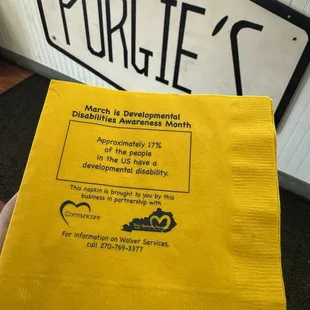 PORGIE'S
March is Developmental
Disabilities Awareness Month
Approximately 17%
of the people
in the US have a
developmental disability.
This napkin is brought to you by this
business in partnership with
Communicare
For information on Waiver Services,
call 270-769-3377